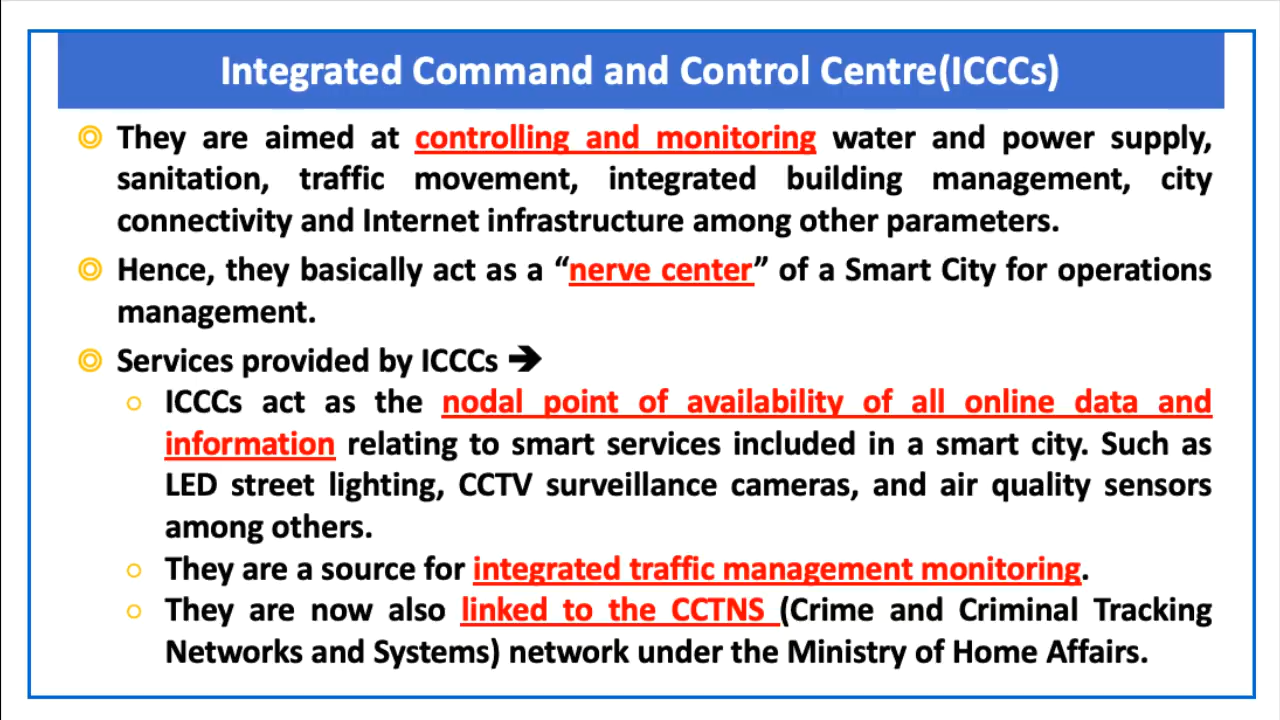 Integrated Command and Control Centre(ICCCs)
They are aimed at controlling and monitoring water and power supply,
sanitation, traffic movement, integrated building management, city
connectivity and Internet infrastructure among other parameters.
Hence, they basically act as a “nerve center” of a Smart City for operations
management.
Services provided by ICCCs ➔
ICCCs act as the nodal point of availability of all online data and
information relating to smart services included in a smart city. Such as
LED street lighting, CCTV surveillance cameras, and air quality sensors
among others.
They are a source for integrated traffic management monitoring.
They are now also linked to the CCTNS (Crime and Criminal Tracking
Networks and Systems) network under the Ministry of Home Affairs.